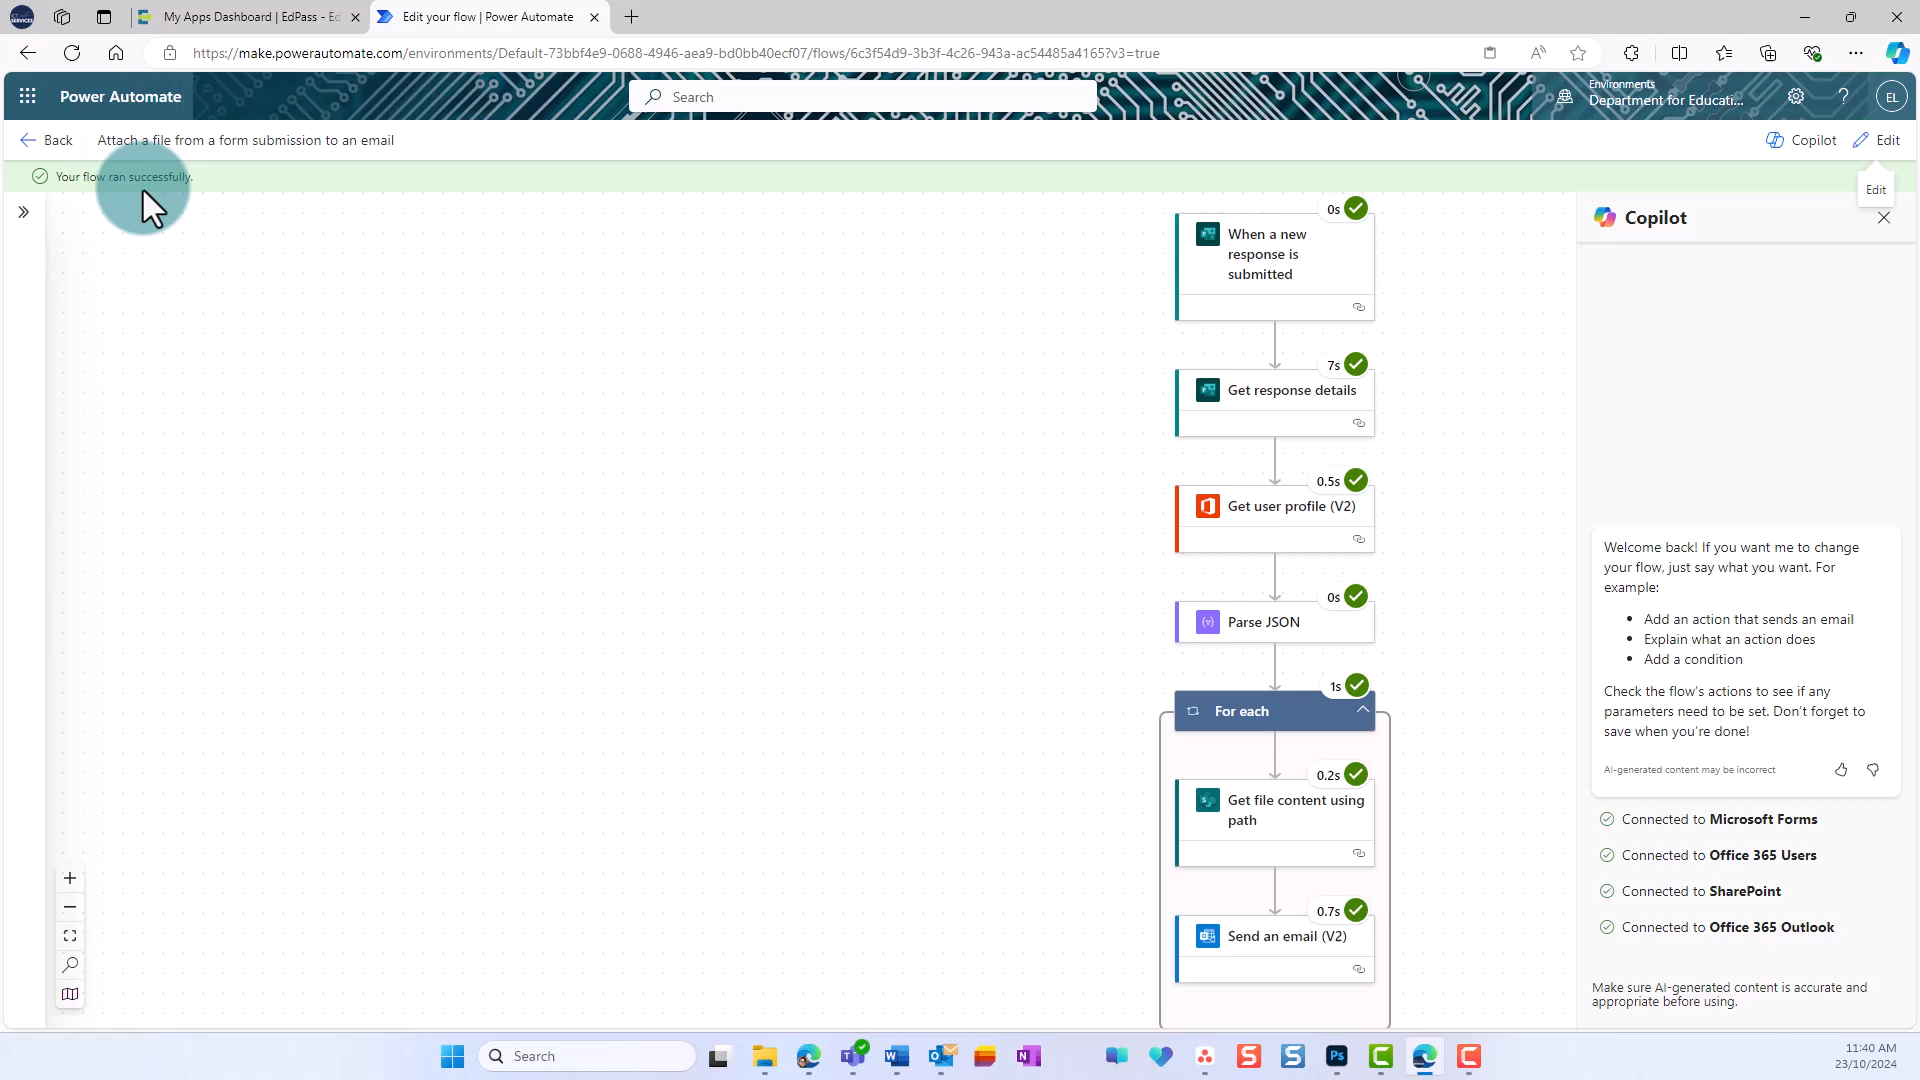 My Apps Dashboard | EdPass - Ed
Edit your flow | Power Automate
https://make.powerautomate.com/environments/Default-73bbf4e9-0688-4946-aea9-bd0bb40ecf07/flows/6c3f54d9-3b3f-4c26-943a-ac54485a4165?v3=true
Power Automate
Search
Environments
Department for Educati...
?
EL
Back
Attach a file from a form submission to an email
Copilot
Edit
Your flow ran successfully.
Edit
Copilot
0s
When a new
response is
submitted
7s
Get response details
0.5s
Get user profile (V2)
0s
Parse JSON
1s
For each
0.2s
Get file content using
path
0.7s
Send an email (V2)
Welcome back! If you want me to change
your flow, just say what you want. For
example:
• Add an action that sends an email
• Explain what an action does
• Add a condition
Check the flow's actions to see if any
parameters need to be set. Don't forget to
save when you're done!
AI-generated content may be incorrect
Connected to Microsoft Forms
Connected to Office 365 Users
Connected to SharePoint
Connected to Office 365 Outlook
Make sure AI-generated content is accurate and
appropriate before using.
Search
11:40 AM
23/10/2024